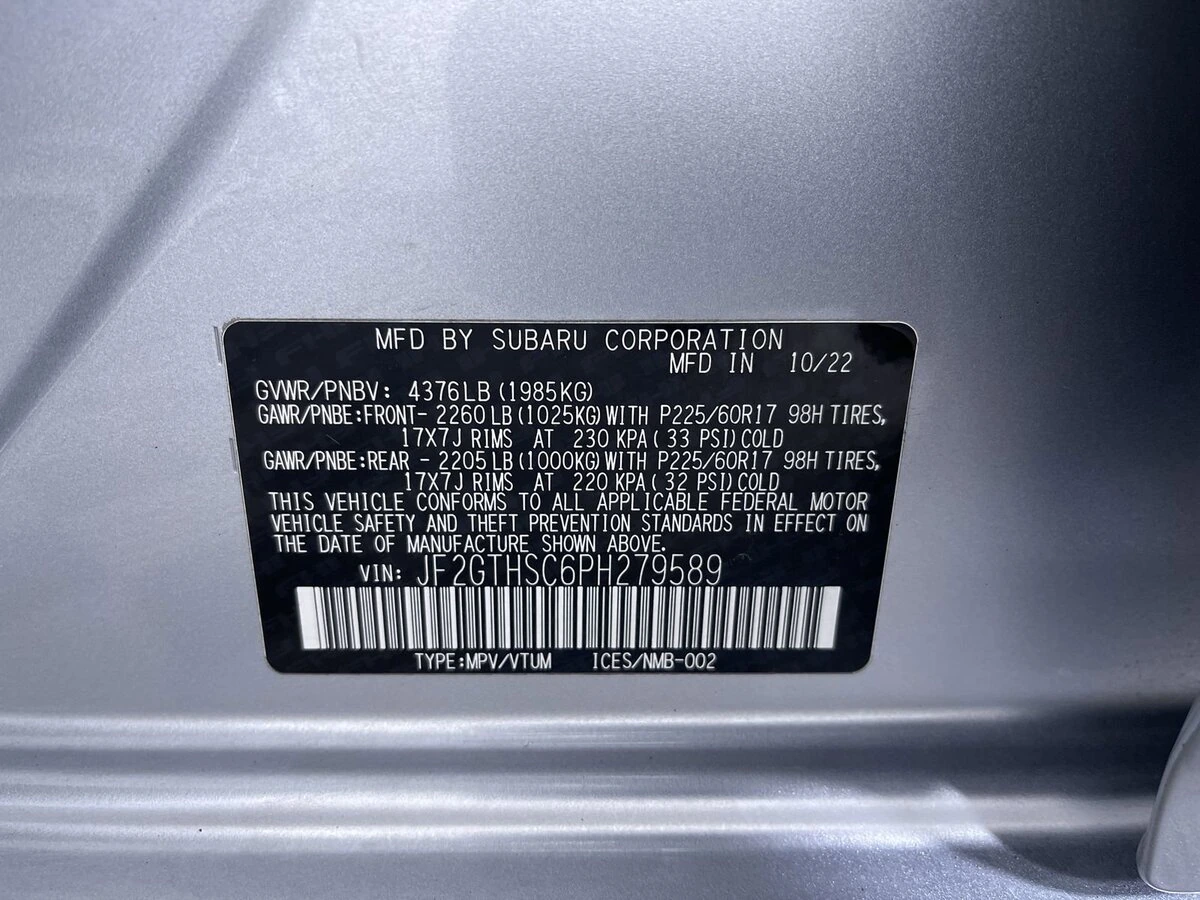 MFD BY SUBARU CORPORATION
MFD IN 10/22
GVWR/PNBV: 4376LB (1985KG)
GAWR/PNBE:FRONT- 2260LB(1025KG)WITH P225/60R17 98H TIRES,
17X7J RIMS AT 230 KPA( 33 PSI)COLD
GAWR/PNBE:REAR - 2205LB(1000KG)WITH P225/60R17 98H TIRES,
17X7J RIMS AT 220 KPA( 32 PSI)COLD
THIS VEHICLE CONFORMS TO ALL APPLICABLE FEDERAL MOTOR
VEHICLE SAFETY AND THEFT PREVENTION STANDARDS IN EFFECT ON
THE DATE OF MANUFACTURE SHOWN ABOVE.
VIN: JF2GTHSC6PH279589
TYPE:MPV/VTUM ICES/NMB-002